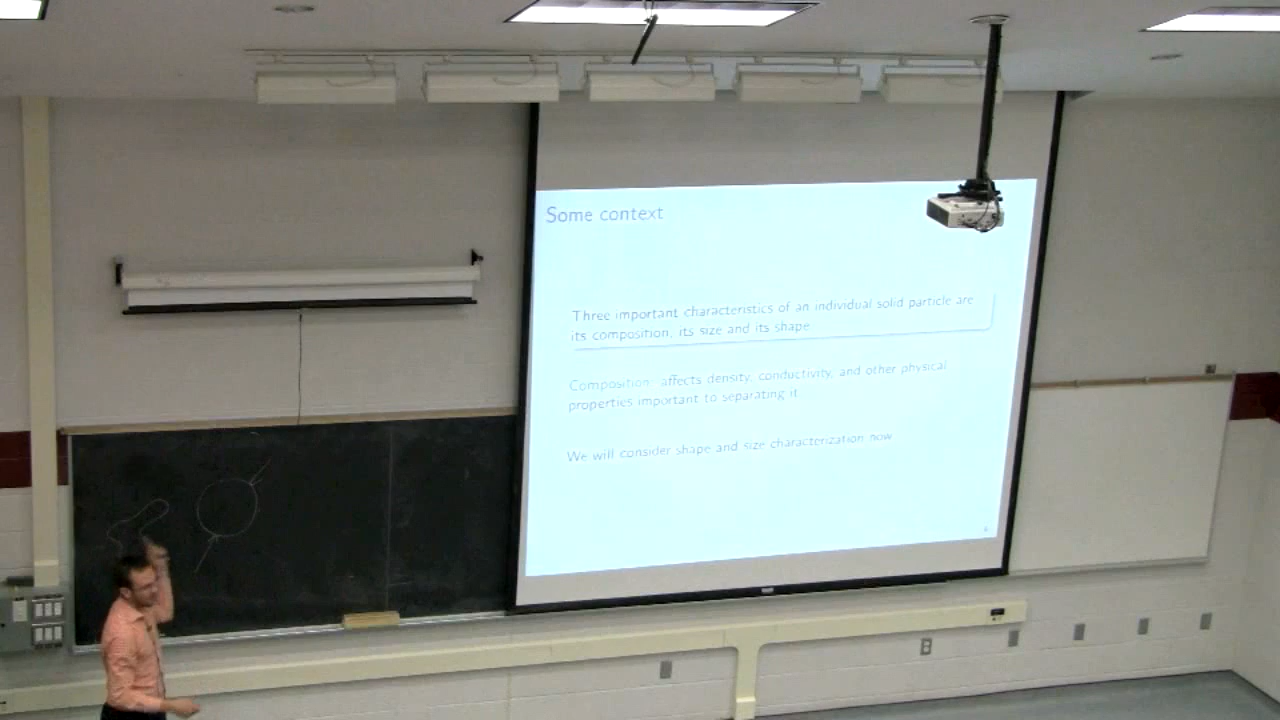 Some context
Three important characteristics of an individual solid particle are
its composition, its size and its shape
Composition: affects density, conductivity, and other physical
properties important to separating it
We will consider shape and size characterization now